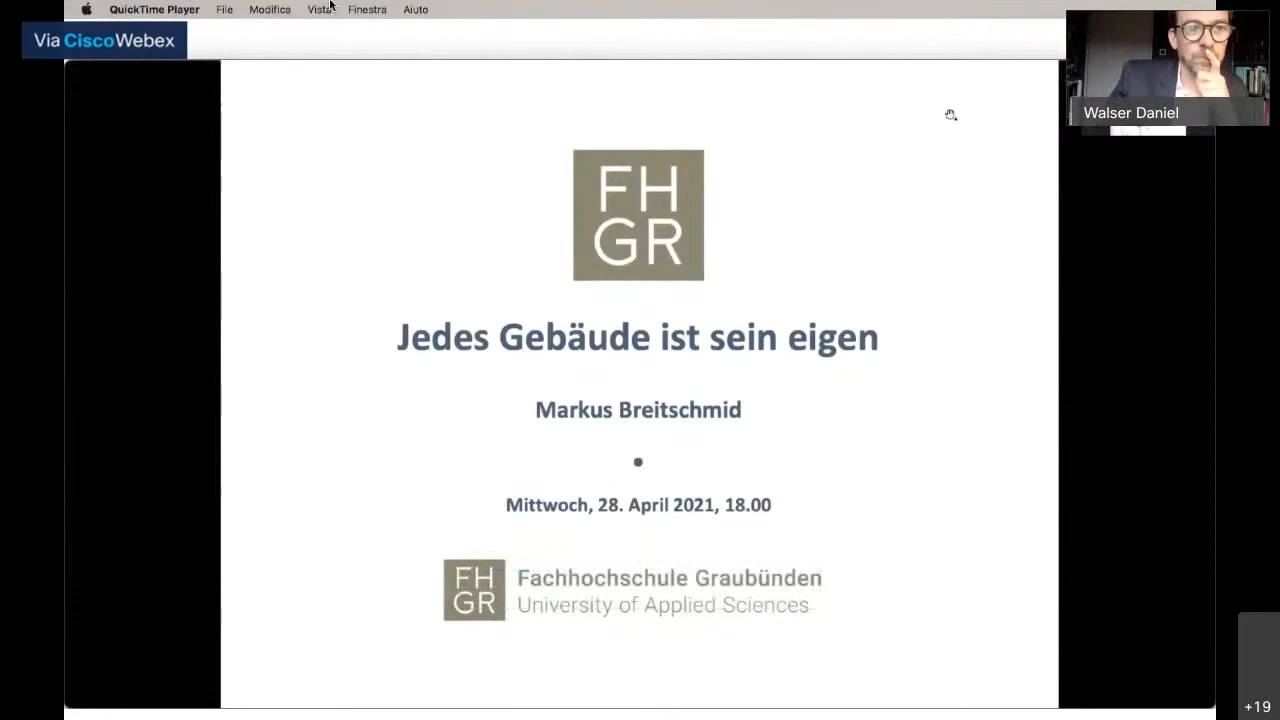 QuickTime Player File Modifica Vista Finestra Aiuto
Via CiscoWebex
Walser Daniel
FH
GR
Jedes Gebäude ist sein eigen
Markus Breitschmid
Mittwoch, 28. April 2021, 18.00
FH
GR
Fachhochschule Graubünden
University of Applied Sciences
+19